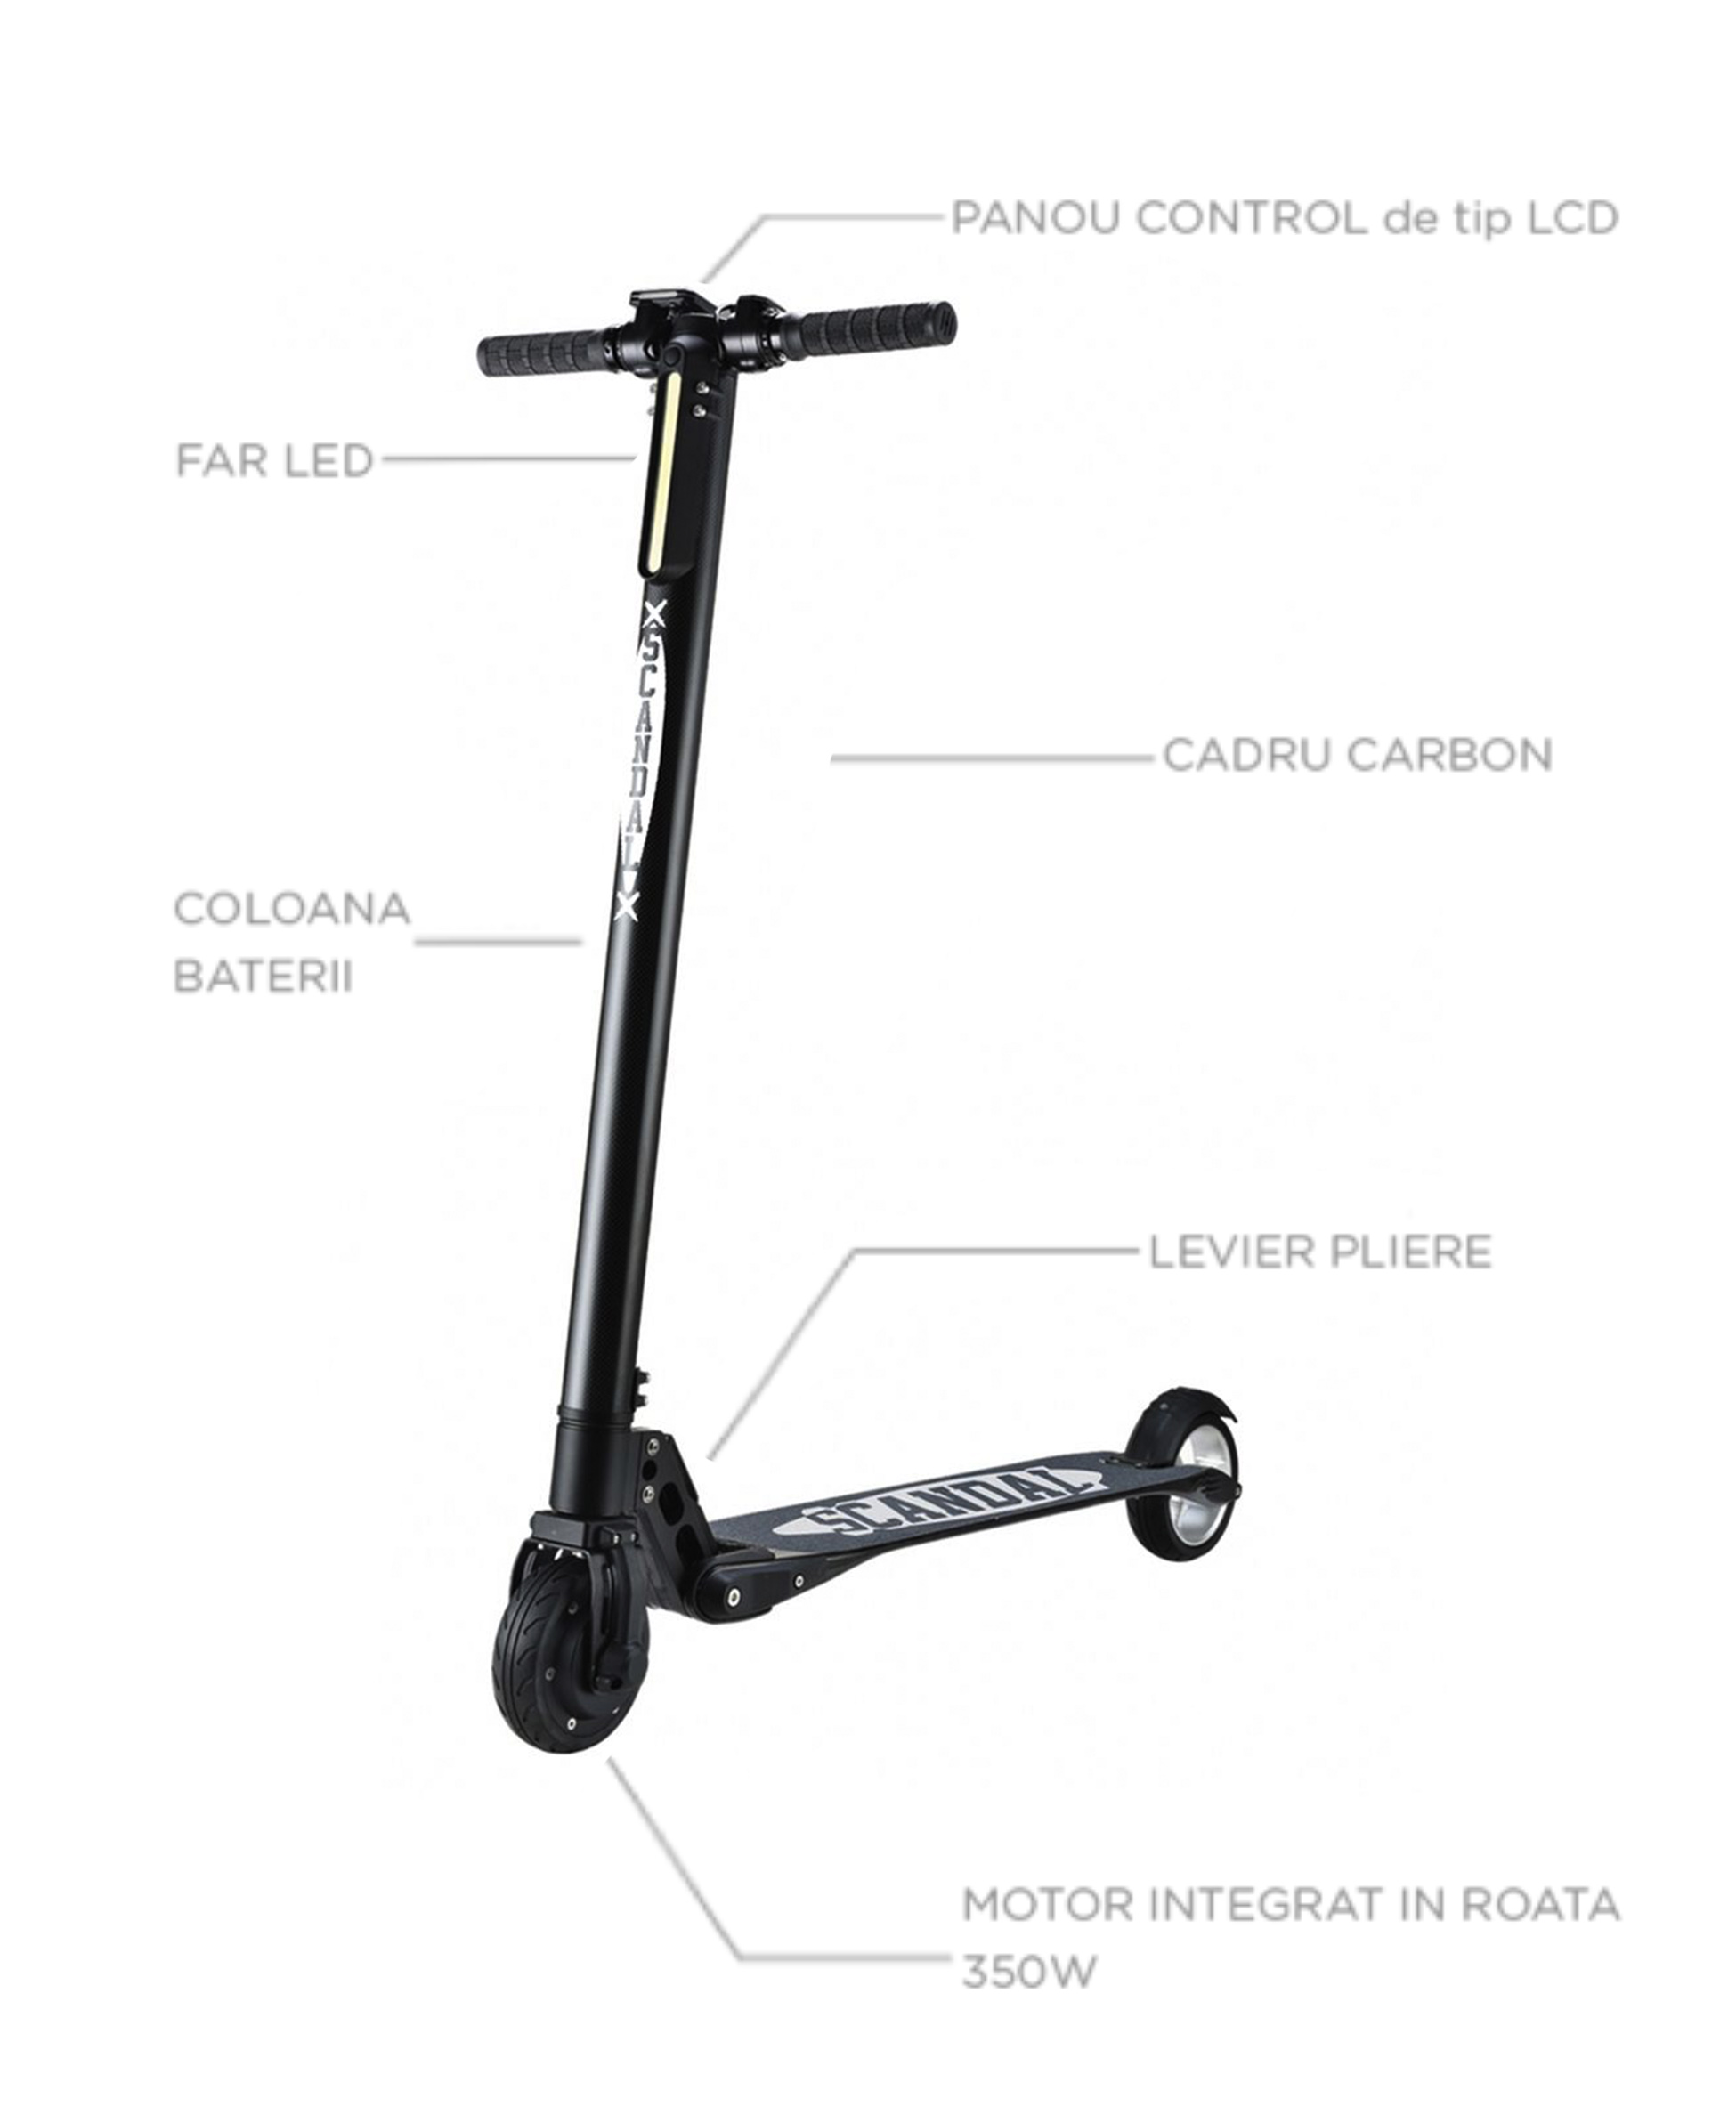 PANOU CONTROL de tip LCD
FAR LED
X SCANDAL X
CADRU CARBON
COLOANA
BATERII
LEVIER PLIERE
SCANDAL
MOTOR INTEGRAT IN ROATA
350W